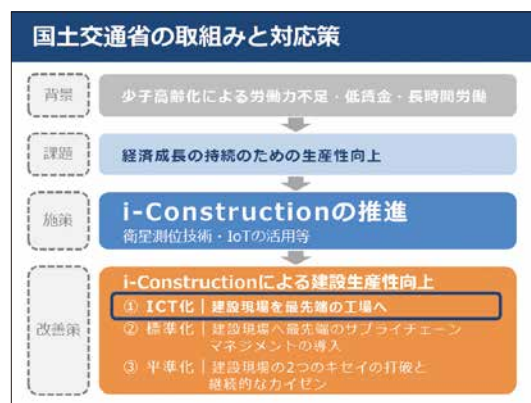 国土交通省の取組みと対応策
背景
少子高齢化による労働力不足・低賃金・長時間労働
課題
経済成長の持続のための生産性向上
施策
i-Constructionの推進
衛星測位技術・IoTの活用等
改善策
i-Constructionによる建設生産性向上
① ICT化｜建設現場を最先端の工場へ
② 標準化｜建設現場へ最先端のサプライチェーン
マネジメントの導入
③ 平準化｜建設現場の2つのキセイの打破と
継続的なカイゼン